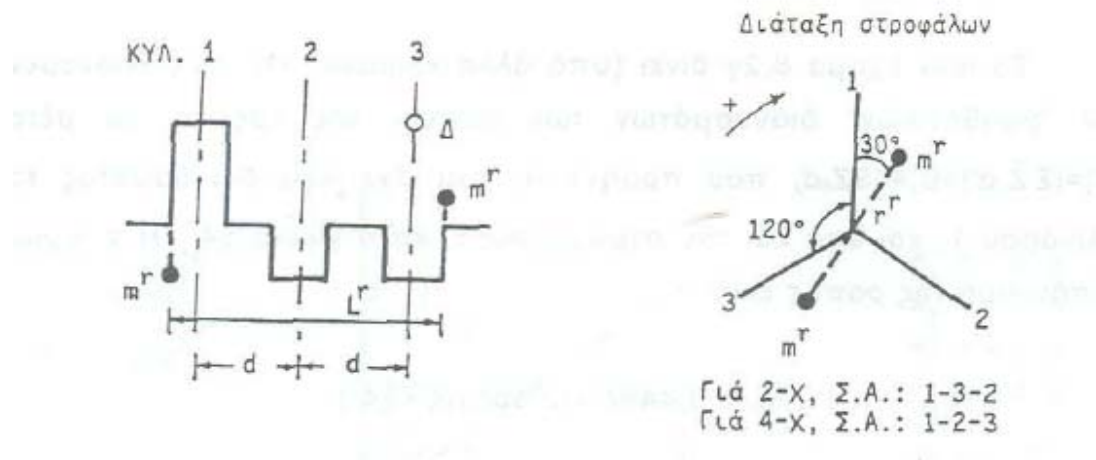 Διάταξη στροφάλων
ΚΥΛ. 1 2 3
Δ
m^r
m^r
L^r
d d
+
1
30°
m^r
r^r
120°
3
2
m^r
Γιά 2-Χ, Σ.Α.: 1-3-2
Γιά 4-Χ, Σ.Α.: 1-2-3